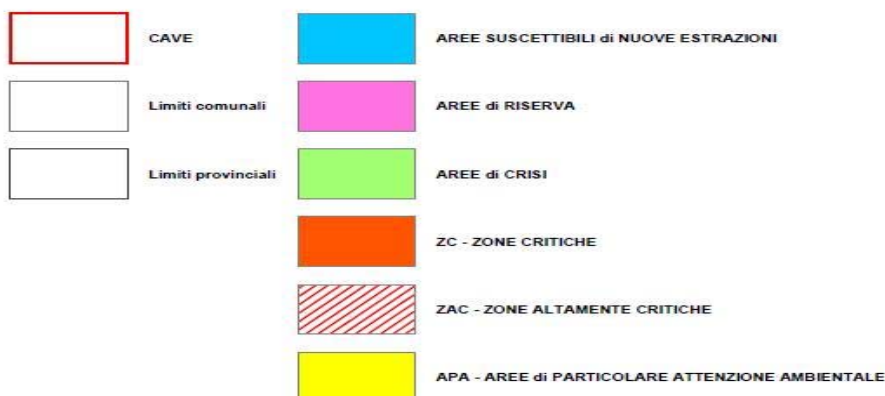 CAVE
AREE SUSCETTIBILI di NUOVE ESTRAZIONI
Limiti comunali
AREE di RISERVA
Limiti provinciali
AREE di CRISI
ZC - ZONE CRITICHE
ZAC - ZONE ALTAMENTE CRITICHE
APA - AREE di PARTICOLARE ATTENZIONE AMBIENTALE